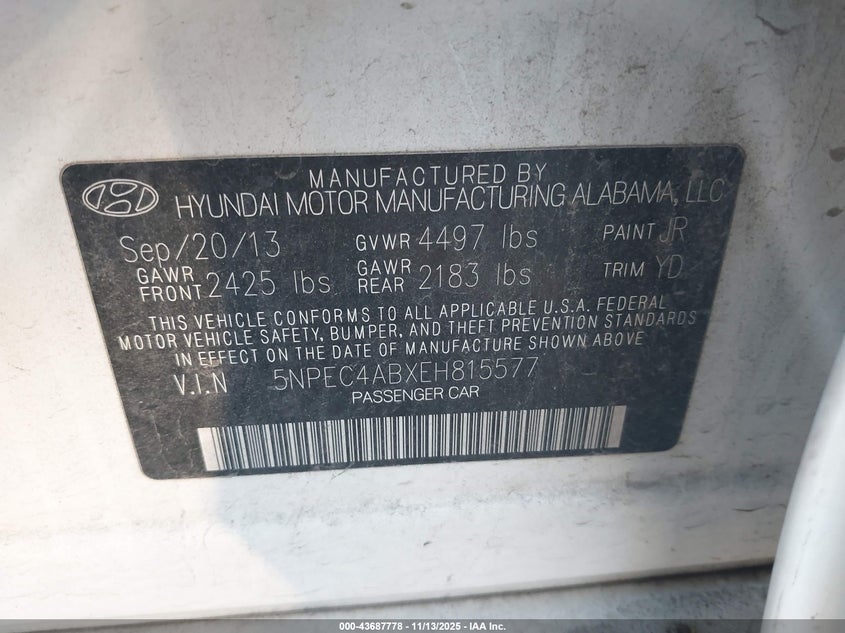 MANUFACTURED BY
HYUNDAI MOTOR MANUFACTURING ALABAMA, LLC
Sep/20/13 GVWR 4497 lbs PAINT JR
GAWR FRONT 2425 lbs GAWR REAR 2183 lbs TRIM YD
THIS VEHICLE CONFORMS TO ALL APPLICABLE U.S.A. FEDERAL
MOTOR VEHICLE SAFETY, BUMPER, AND THEFT PREVENTION STANDARDS
IN EFFECT ON THE DATE OF MANUFACTURE SHOWN ABOVE
V.I.N 5NPEC4ABXEH815577
PASSENGER CAR
000-43687778 - 11/13/2025 - IAA Inc.